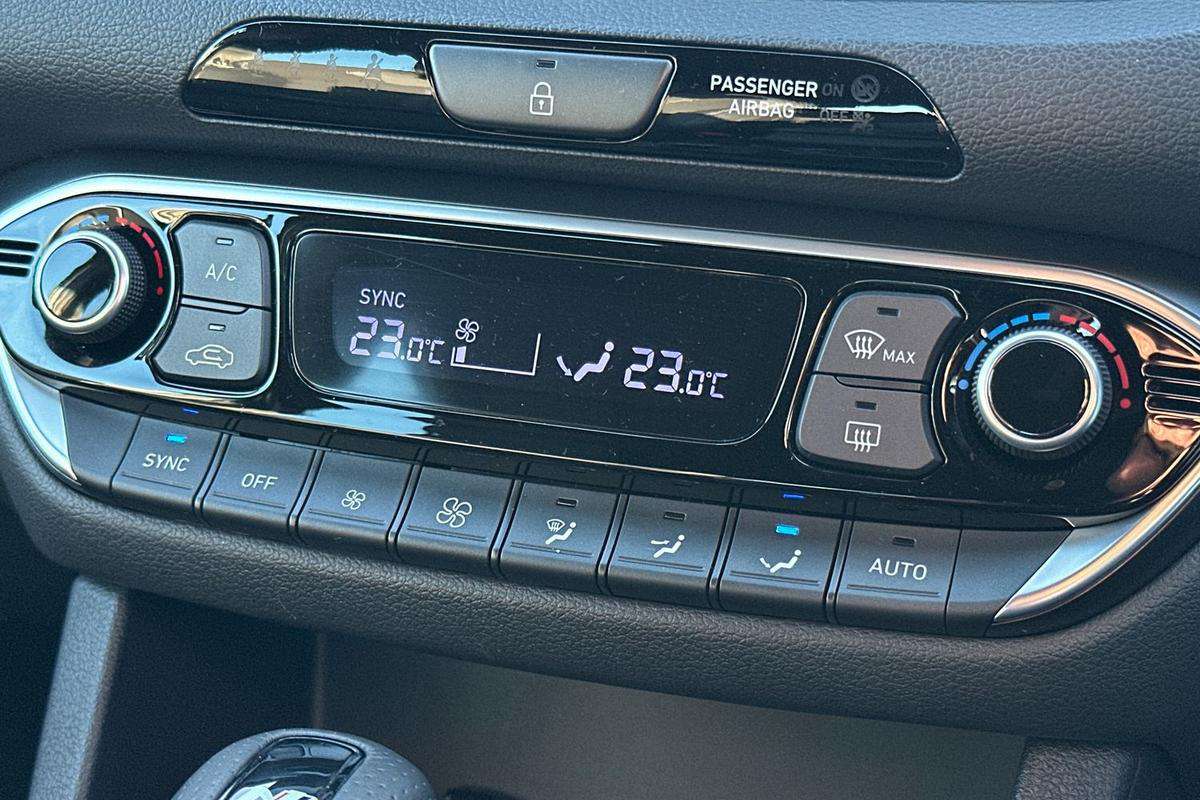 PASSENGER ON
AIRBAG OFF
A/C
SYNC
23.0°C
23.0°C
MAX
SYNC
OFF
AUTO